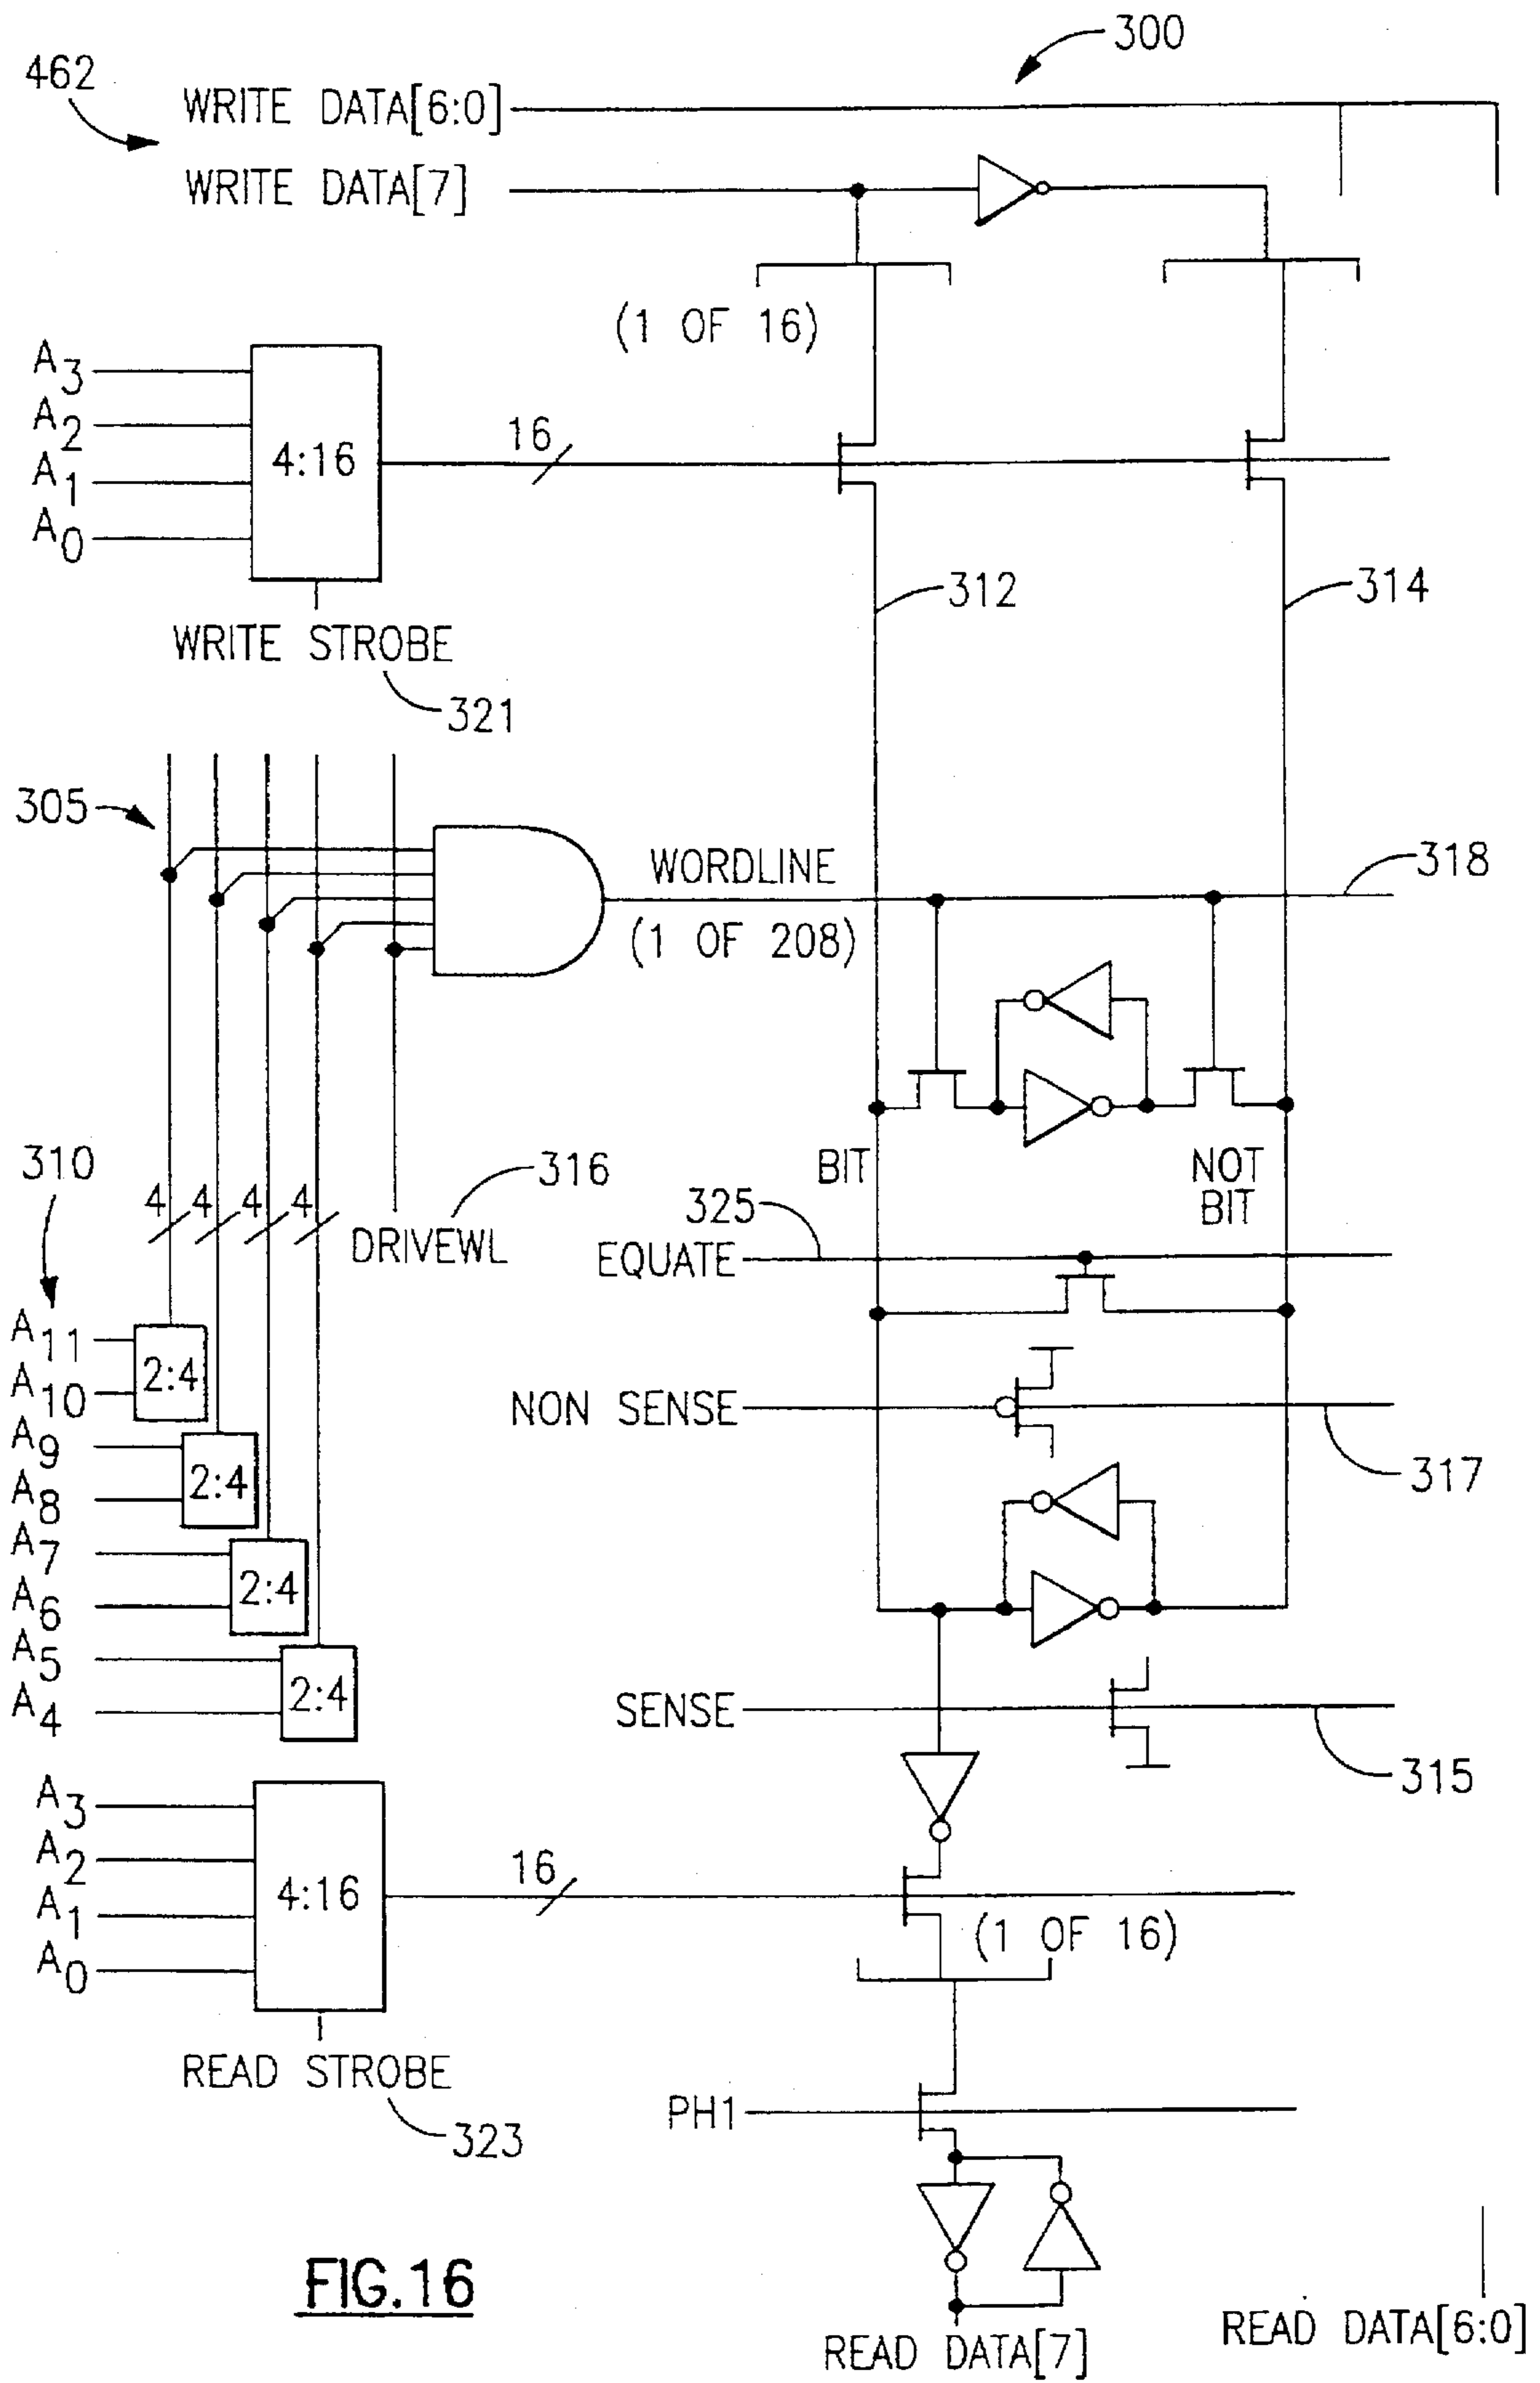 300
462
WRITE DATA[6:0]
WRITE DATA[7]
(1 OF 16)
A3
A2
A1
A0
4:16
16
WRITE STROBE
321
312
314
305
WORDLINE
(1 OF 208)
318
310
4 4 4 4
DRIVEWL
316
BIT
NOT
BIT
325
EQUATE
A11
A10
2:4
NON SENSE
317
A9
A8
2:4
A7
A6
2:4
A5
A4
2:4
SENSE
315
A3
A2
A1
A0
4:16
16
(1 OF 16)
READ STROBE
323
PH1
FIG.16
READ DATA[7]
READ DATA[6:0]